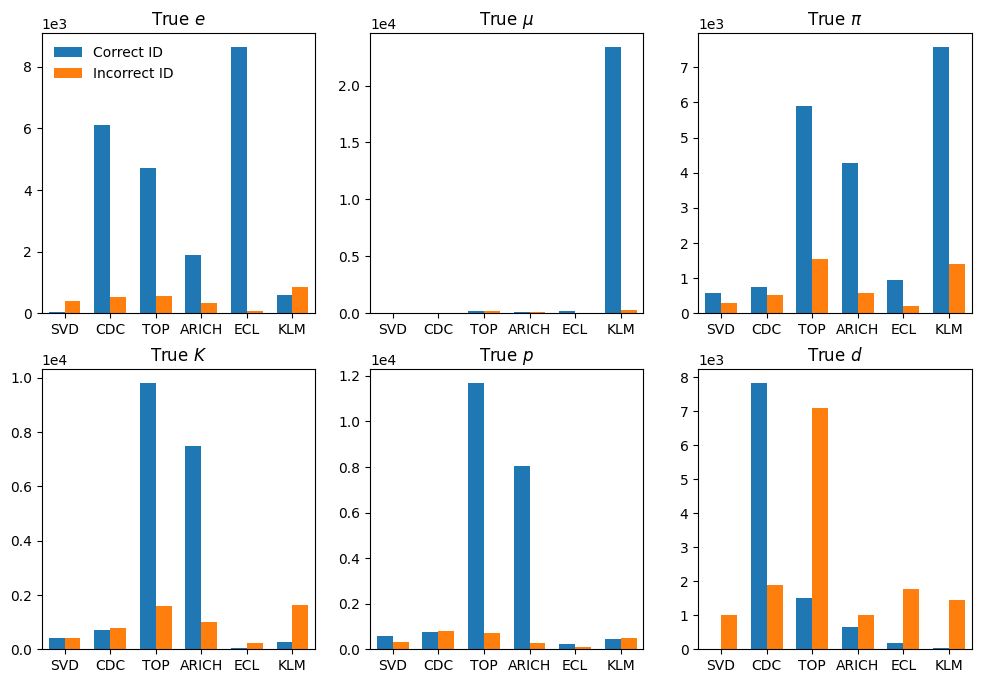 True e
1e3
Correct ID
Incorrect ID
8
6
4
2
0
SVD CDC TOP ARICH ECL KLM
True μ
1e4
2.0
1.5
1.0
0.5
0.0
SVD CDC TOP ARICH ECL KLM
True π
1e3
7
6
5
4
3
2
1
0
SVD CDC TOP ARICH ECL KLM
True K
1e4
1.0
0.8
0.6
0.4
0.2
0.0
SVD CDC TOP ARICH ECL KLM
True p
1e4
1.2
1.0
0.8
0.6
0.4
0.2
0.0
SVD CDC TOP ARICH ECL KLM
True d
1e3
8
7
6
5
4
3
2
1
0
SVD CDC TOP ARICH ECL KLM